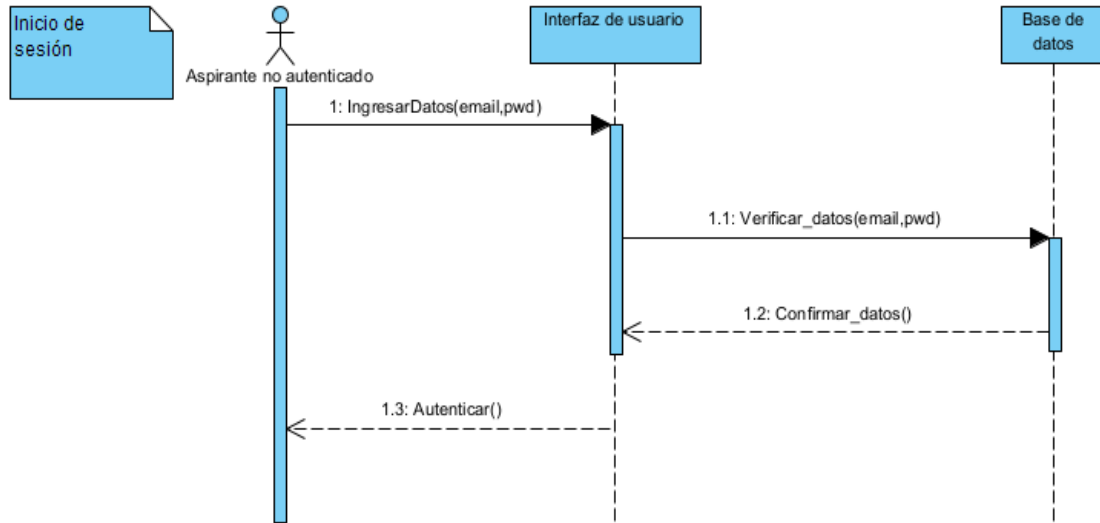 Inicio de
sesión
Aspirante no autenticado
Interfaz de usuario
Base de
datos
1: IngresarDatos(email,pwd)
1.1: Verificar_datos(email,pwd)
1.2: Confirmar_datos()
1.3: Autenticar()